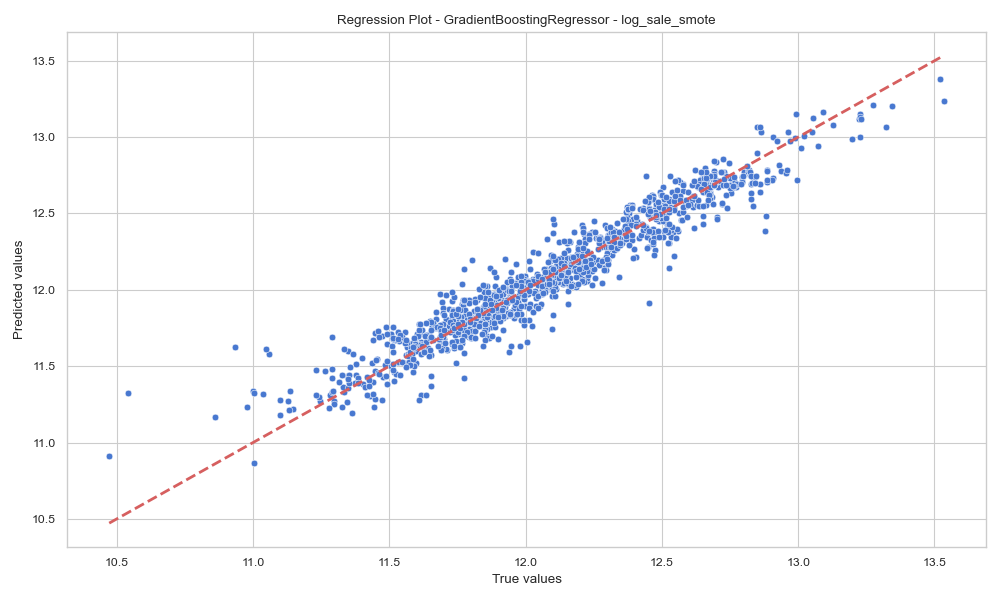 Regression Plot - GradientBoostingRegressor - log_sale_smote
13.5
13.0
12.5
12.0
11.5
11.0
10.5
Predicted values
10.5 11.0 11.5 12.0 12.5 13.0 13.5
True values